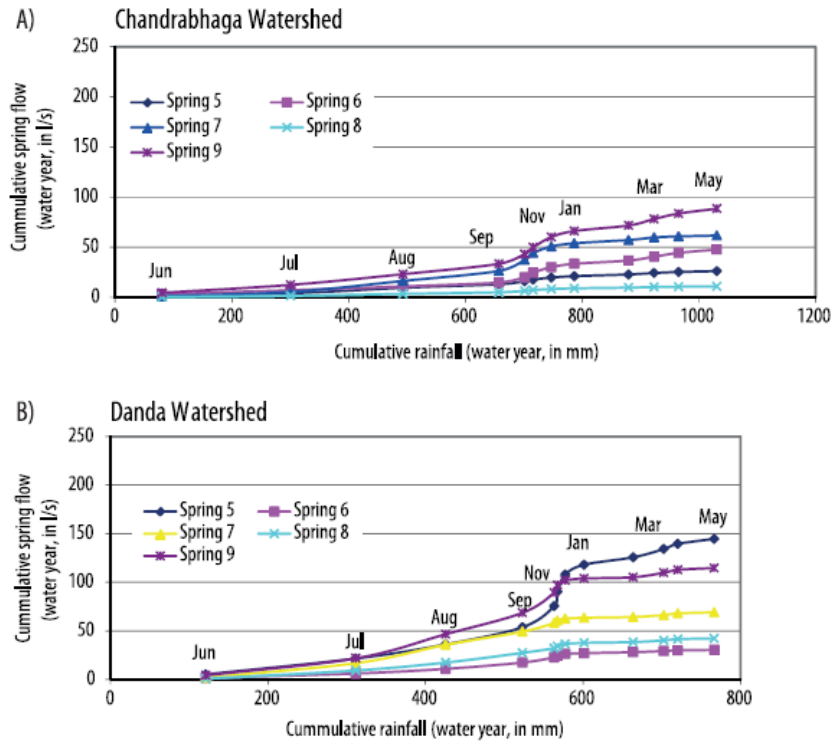 A) Chandrabhaga Watershed
Cummulative spring flow
(water year, in l/s)
250
200
150
100
50
0
Spring 5
Spring 6
Spring 7
Spring 8
Spring 9
Jun
Jul
Aug
Sep
Nov
Jan
Mar
May
0 200 400 600 800 1000 1200
Cumulative rainfall (water year, in mm)
B) Danda Watershed
Cummulative spring flow
(water year, in l/s)
250
200
150
100
50
0
Spring 5
Spring 6
Spring 7
Spring 8
Spring 9
Jun
Jul
Aug
Sep
Nov
Jan
Mar
May
0 200 400 600 800
Cummulative rainfall (water year, in mm)